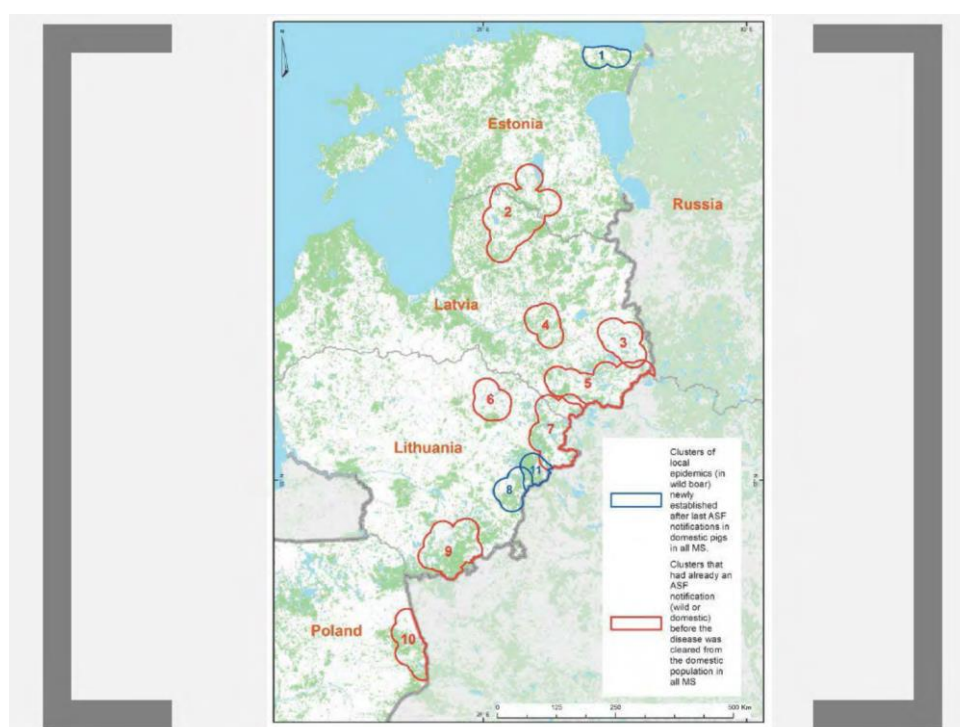 1
Estonia
2
Russia
Latvia
4
3
5
6
7
Lithuania
11
8
9
10
Poland
Clusters of
local
epidemics (in
wild boar)
newly
established
after last ASF
notifications in
domestic pigs
in all MS.
Clusters that
had already an
ASF
notification
(wild or
domestic)
before the
disease was
cleared from
the domestic
population in
all MS
0 125 250 500 Km